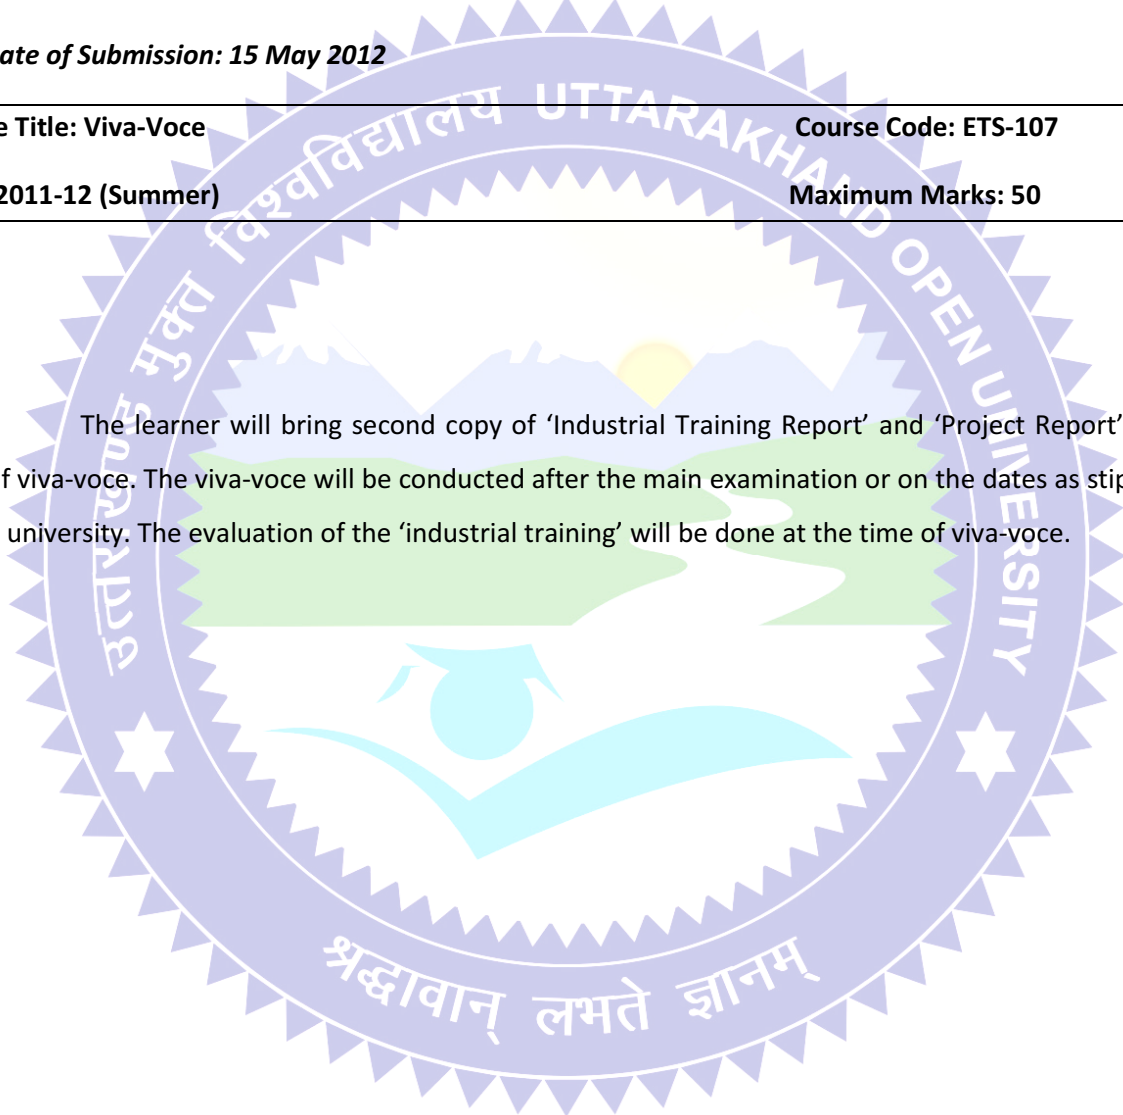 ate of Submission: 15 May 2012
e Title: Viva-Voce Course Code: ETS-107
2011-12 (Summer) Maximum Marks: 50
The learner will bring second copy of ‘Industrial Training Report’ and ‘Project Report’
f viva-voce. The viva-voce will be conducted after the main examination or on the dates as stip
university. The evaluation of the ‘industrial training’ will be done at the time of viva-voce.
उत्तराखण्ड मुक्त विश्वविद्यालय UTTARAKHAND OPEN UNIVERSITY
श्रद्धावान् लभते ज्ञानम्